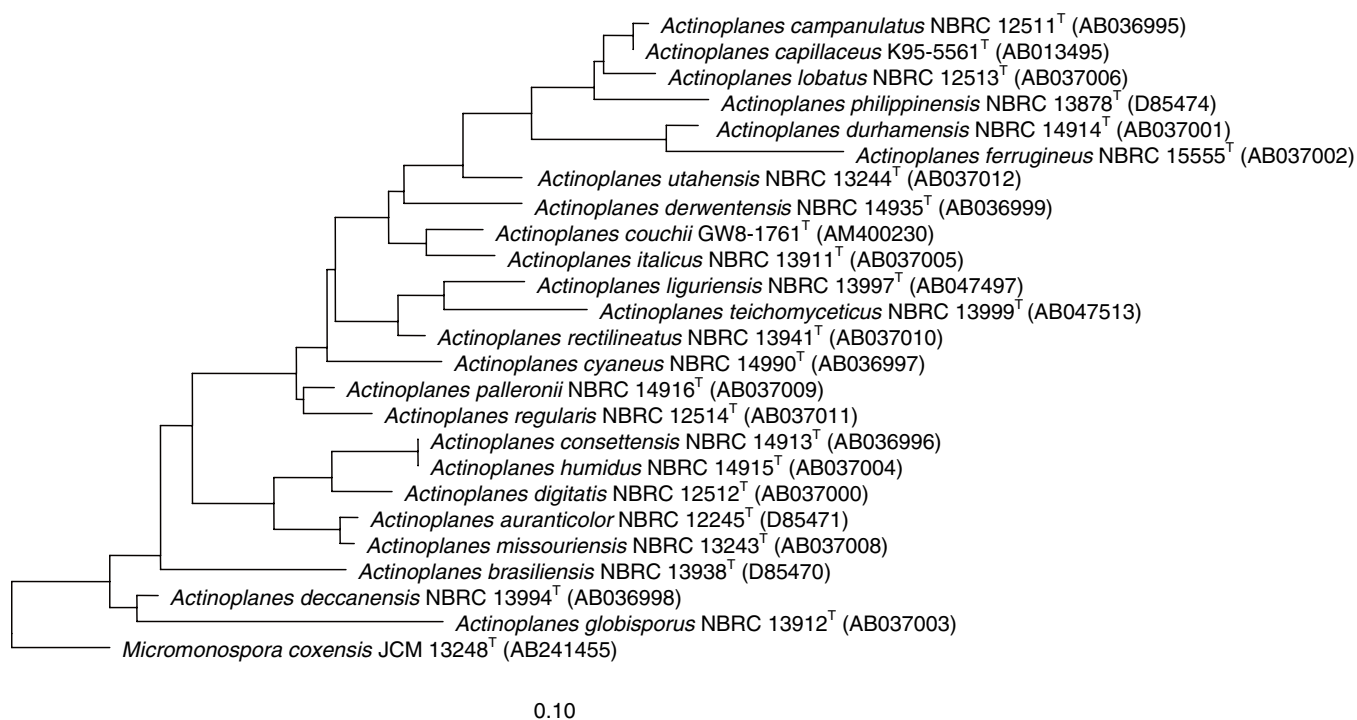 Actinoplanes campanulatus NBRC 12511T (AB036995)
Actinoplanes capillaceus K95-5561T (AB013495)
Actinoplanes lobatus NBRC 12513T (AB037006)
Actinoplanes philippinensis NBRC 13878T (D85474)
Actinoplanes durhamensis NBRC 14914T (AB037001)
Actinoplanes ferrugineus NBRC 15555T (AB037002)
Actinoplanes utahensis NBRC 13244T (AB037012)
Actinoplanes derwentensis NBRC 14935T (AB036999)
Actinoplanes couchii GW8-1761T (AM400230)
Actinoplanes italicus NBRC 13911T (AB037005)
Actinoplanes liguriensis NBRC 13997T (AB047497)
Actinoplanes teichomyceticus NBRC 13999T (AB047513)
Actinoplanes rectilineatus NBRC 13941T (AB037010)
Actinoplanes cyaneus NBRC 14990T (AB036997)
Actinoplanes palleronii NBRC 14916T (AB037009)
Actinoplanes regularis NBRC 12514T (AB037011)
Actinoplanes consettensis NBRC 14913T (AB036996)
Actinoplanes humidus NBRC 14915T (AB037004)
Actinoplanes digitatis NBRC 12512T (AB037000)
Actinoplanes auranticolor NBRC 12245T (D85471)
Actinoplanes missouriensis NBRC 13243T (AB037008)
Actinoplanes brasiliensis NBRC 13938T (D85470)
Actinoplanes deccanensis NBRC 13994T (AB036998)
Actinoplanes globisporus NBRC 13912T (AB037003)
Micromonospora coxensis JCM 13248T (AB241455)
0.10